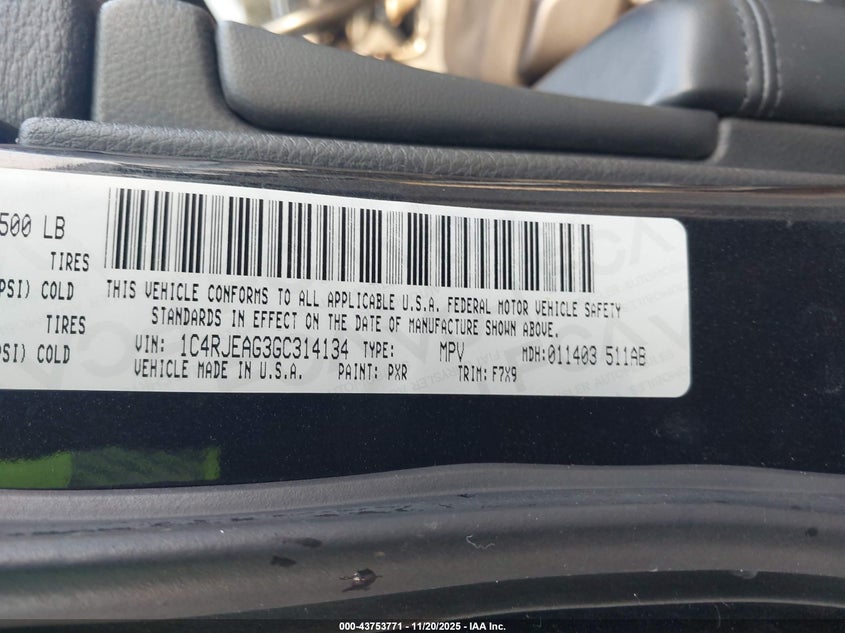 500 LB
TIRES
PSI) COLD
THIS VEHICLE CONFORMS TO ALL APPLICABLE U.S.A. FEDERAL MOTOR VEHICLE SAFETY
TIRES
STANDARDS IN EFFECT ON THE DATE OF MANUFACTURE SHOWN ABOVE.
SI) COLD
VIN: 1C4RJEAG3GC314134 TYPE: MPV MDH:011403 511AB
VEHICLE MADE IN U.S.A. PAINT: PXR TRIM: F7X9
000-43753771 - 11/20/2025 - IAA Inc.